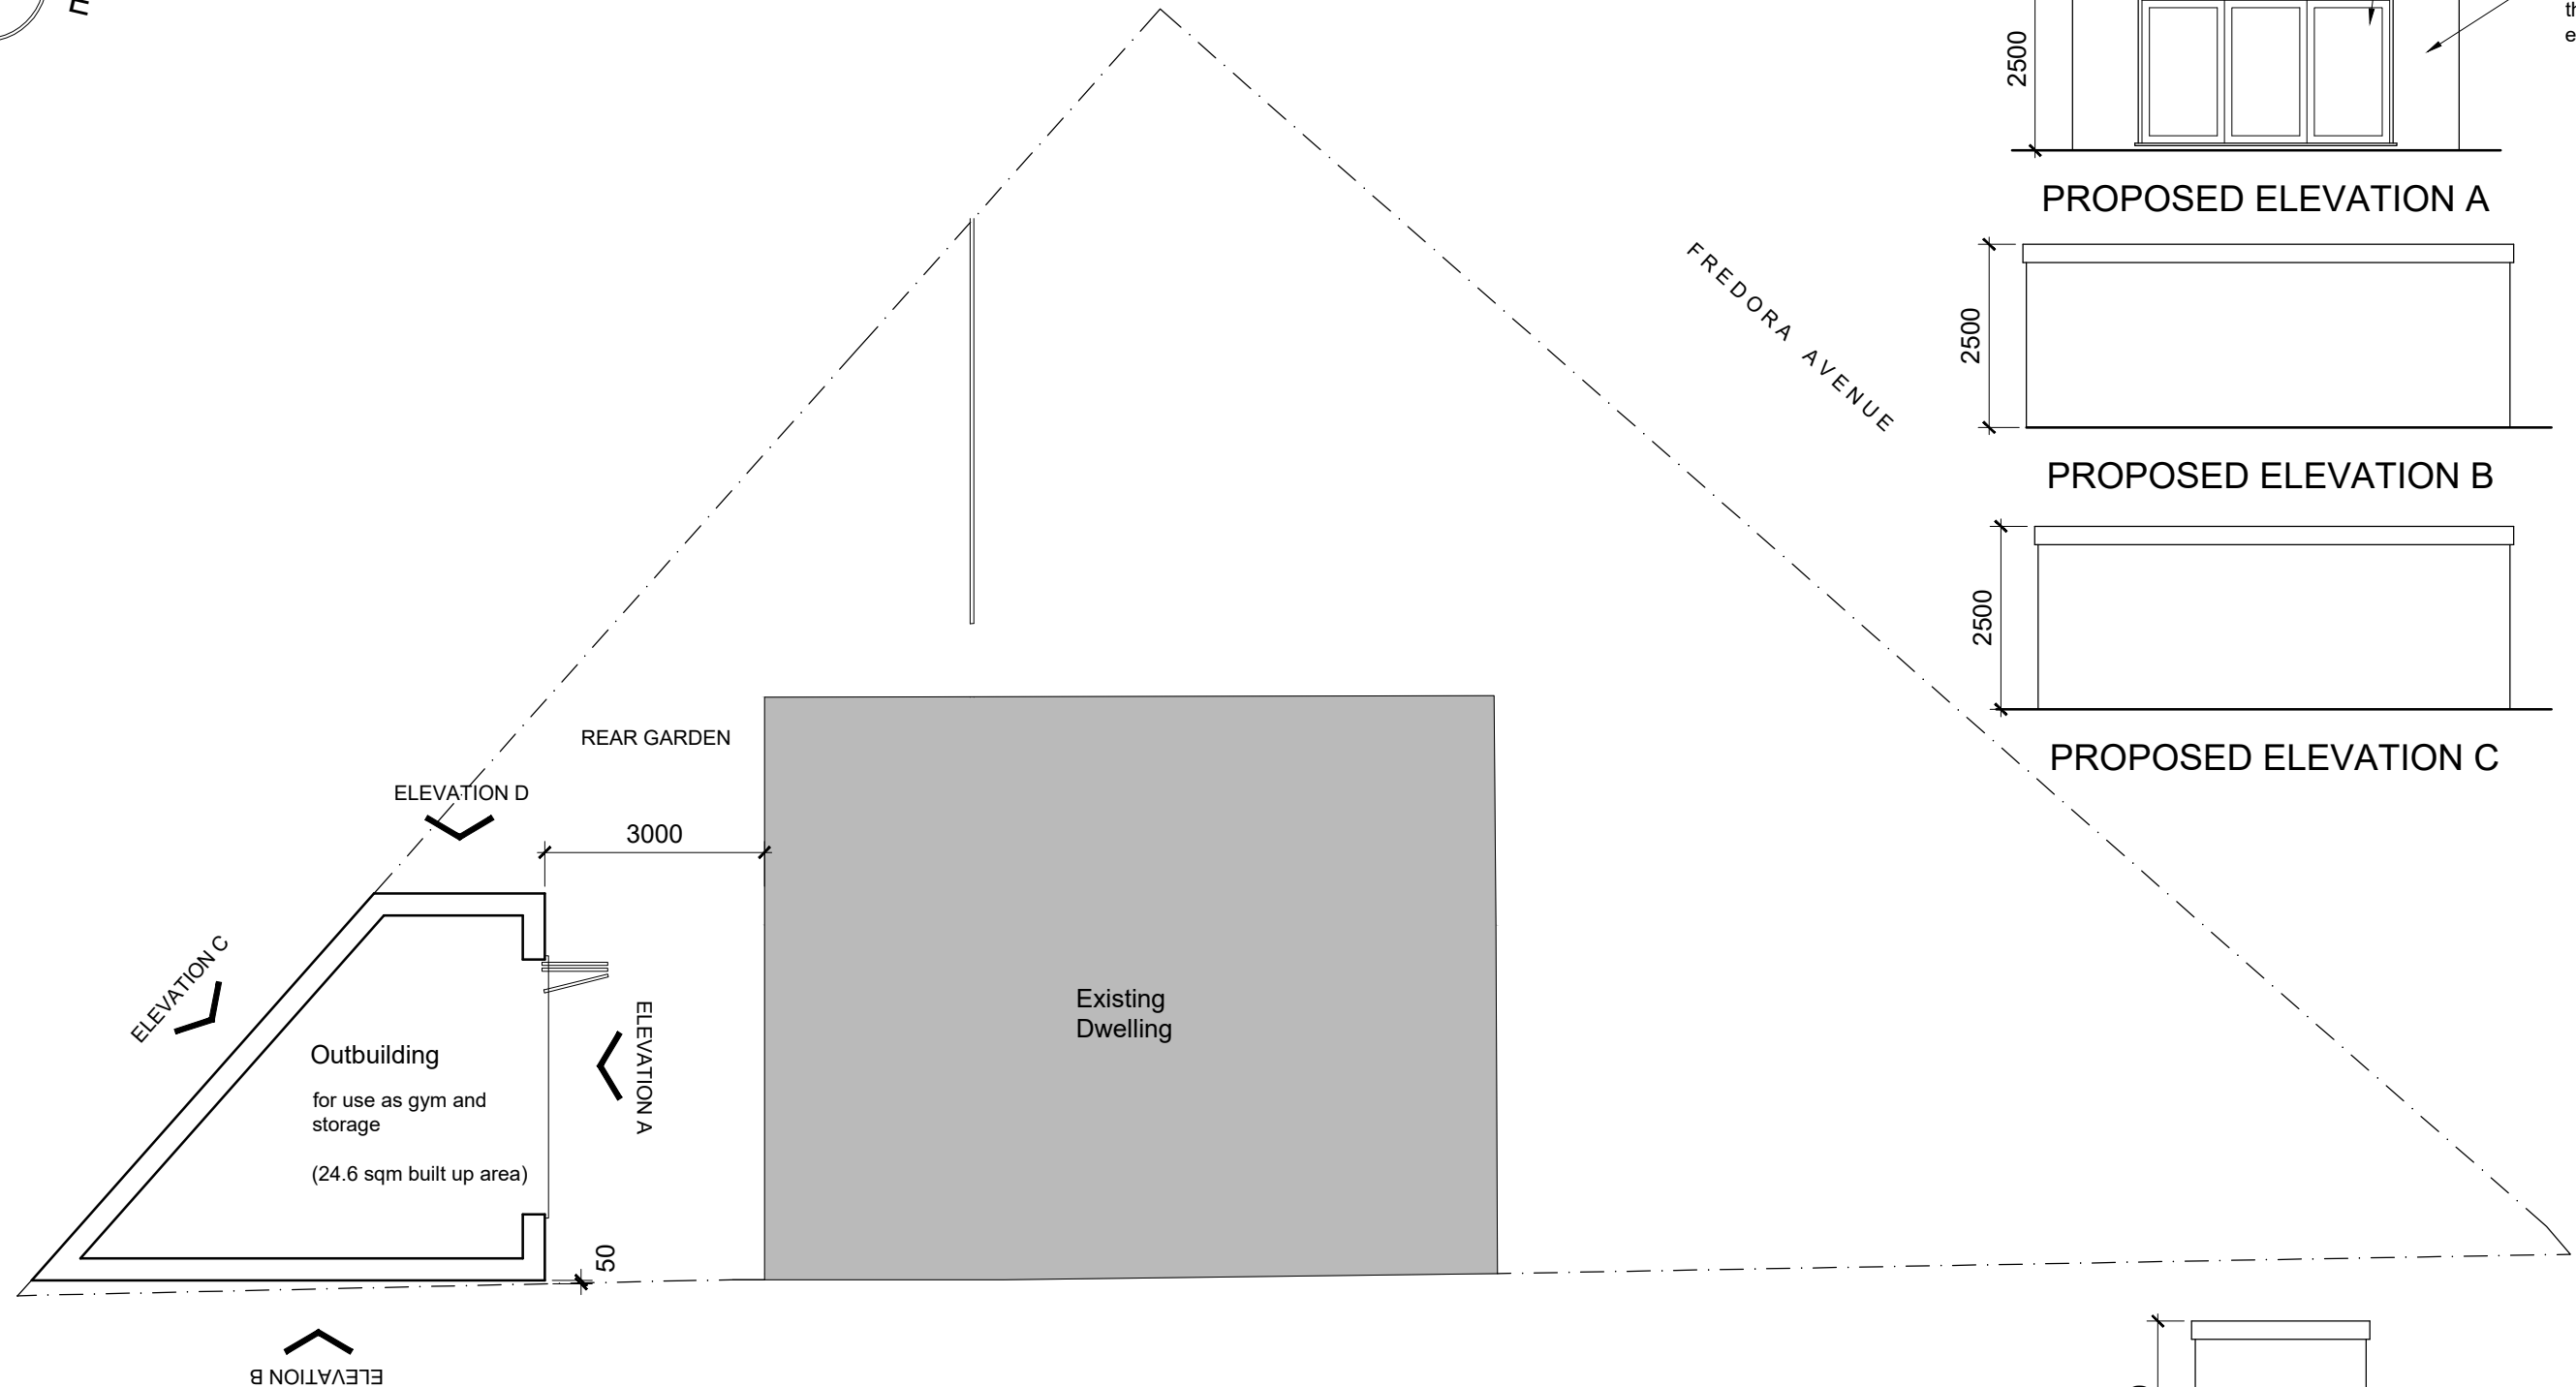 E
2500
PROPOSED ELEVATION A
FREDORA AVENUE
2500
PROPOSED ELEVATION B
2500
PROPOSED ELEVATION C
REAR GARDEN
ELEVATION D
3000
ELEVATION C
ELEVATION A
Existing
Dwelling
Outbuilding
for use as gym and
storage
(24.6 sqm built up area)
50
ELEVATION B